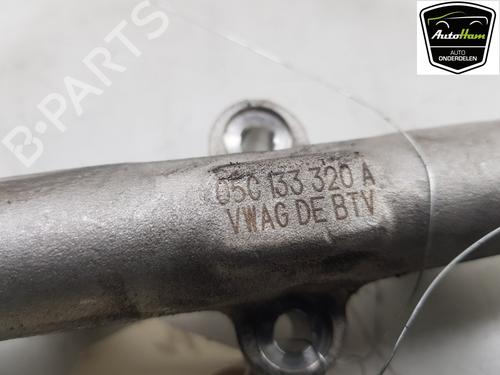 AUTOHAM
AUTO
ONDERDELEN
B-PARTS
05C 133 320 A
VWAG DE BTV